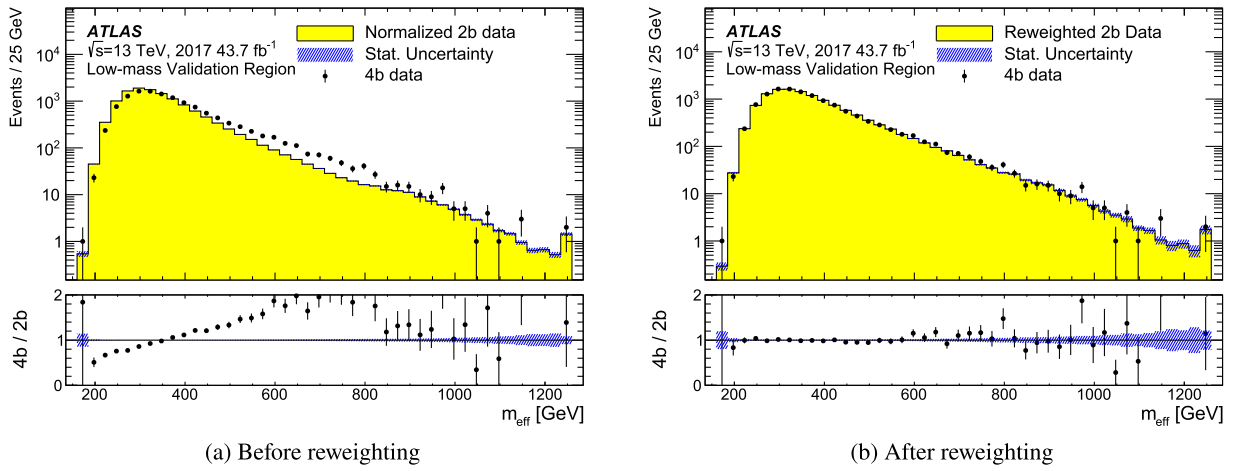 Events / 25 GeV
10⁴
10³
10²
10
1
ATLAS
√s=13 TeV, 2017 43.7 fb⁻¹
Low-mass Validation Region
Normalized 2b data
Stat. Uncertainty
4b data
4b / 2b
2
1
0
200 400 600 800 1000 1200
m_eff [GeV]
(a) Before reweighting
Events / 25 GeV
10⁴
10³
10²
10
1
ATLAS
√s=13 TeV, 2017 43.7 fb⁻¹
Low-mass Validation Region
Reweighted 2b Data
Stat. Uncertainty
4b data
4b / 2b
2
1
0
200 400 600 800 1000 1200
m_eff [GeV]
(b) After reweighting